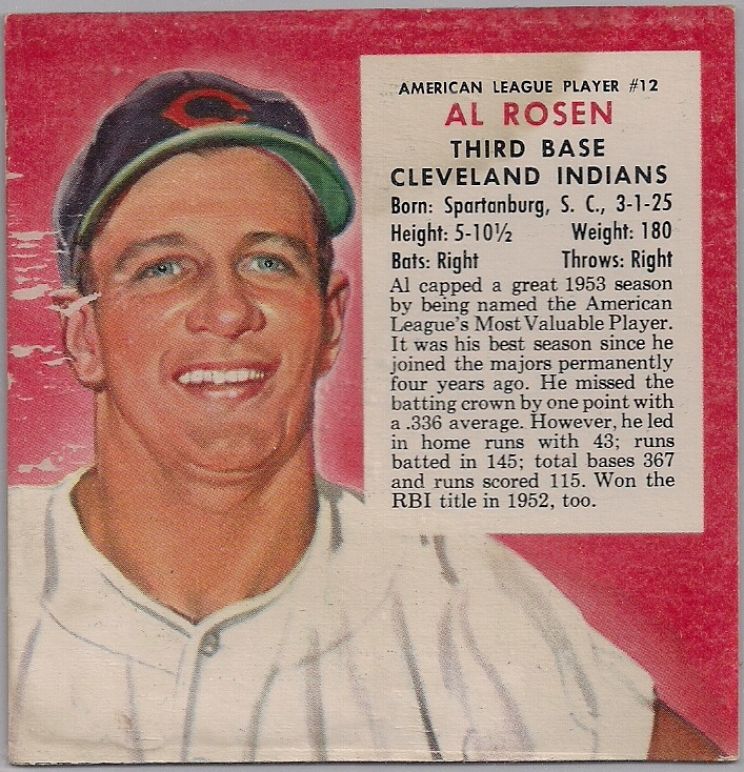 AMERICAN LEAGUE PLAYER #12
AL ROSEN
THIRD BASE
CLEVELAND INDIANS
Born: Spartanburg, S. C., 3-1-25
Height: 5-10½ Weight: 180
Bats: Right Throws: Right
Al capped a great 1953 season
by being named the American
League's Most Valuable Player.
It was his best season since he
joined the majors permanently
four years ago. He missed the
batting crown by one point with
a .336 average. However, he led
in home runs with 43; runs
batted in 145; total bases 367
and runs scored 115. Won the
RBI title in 1952, too.